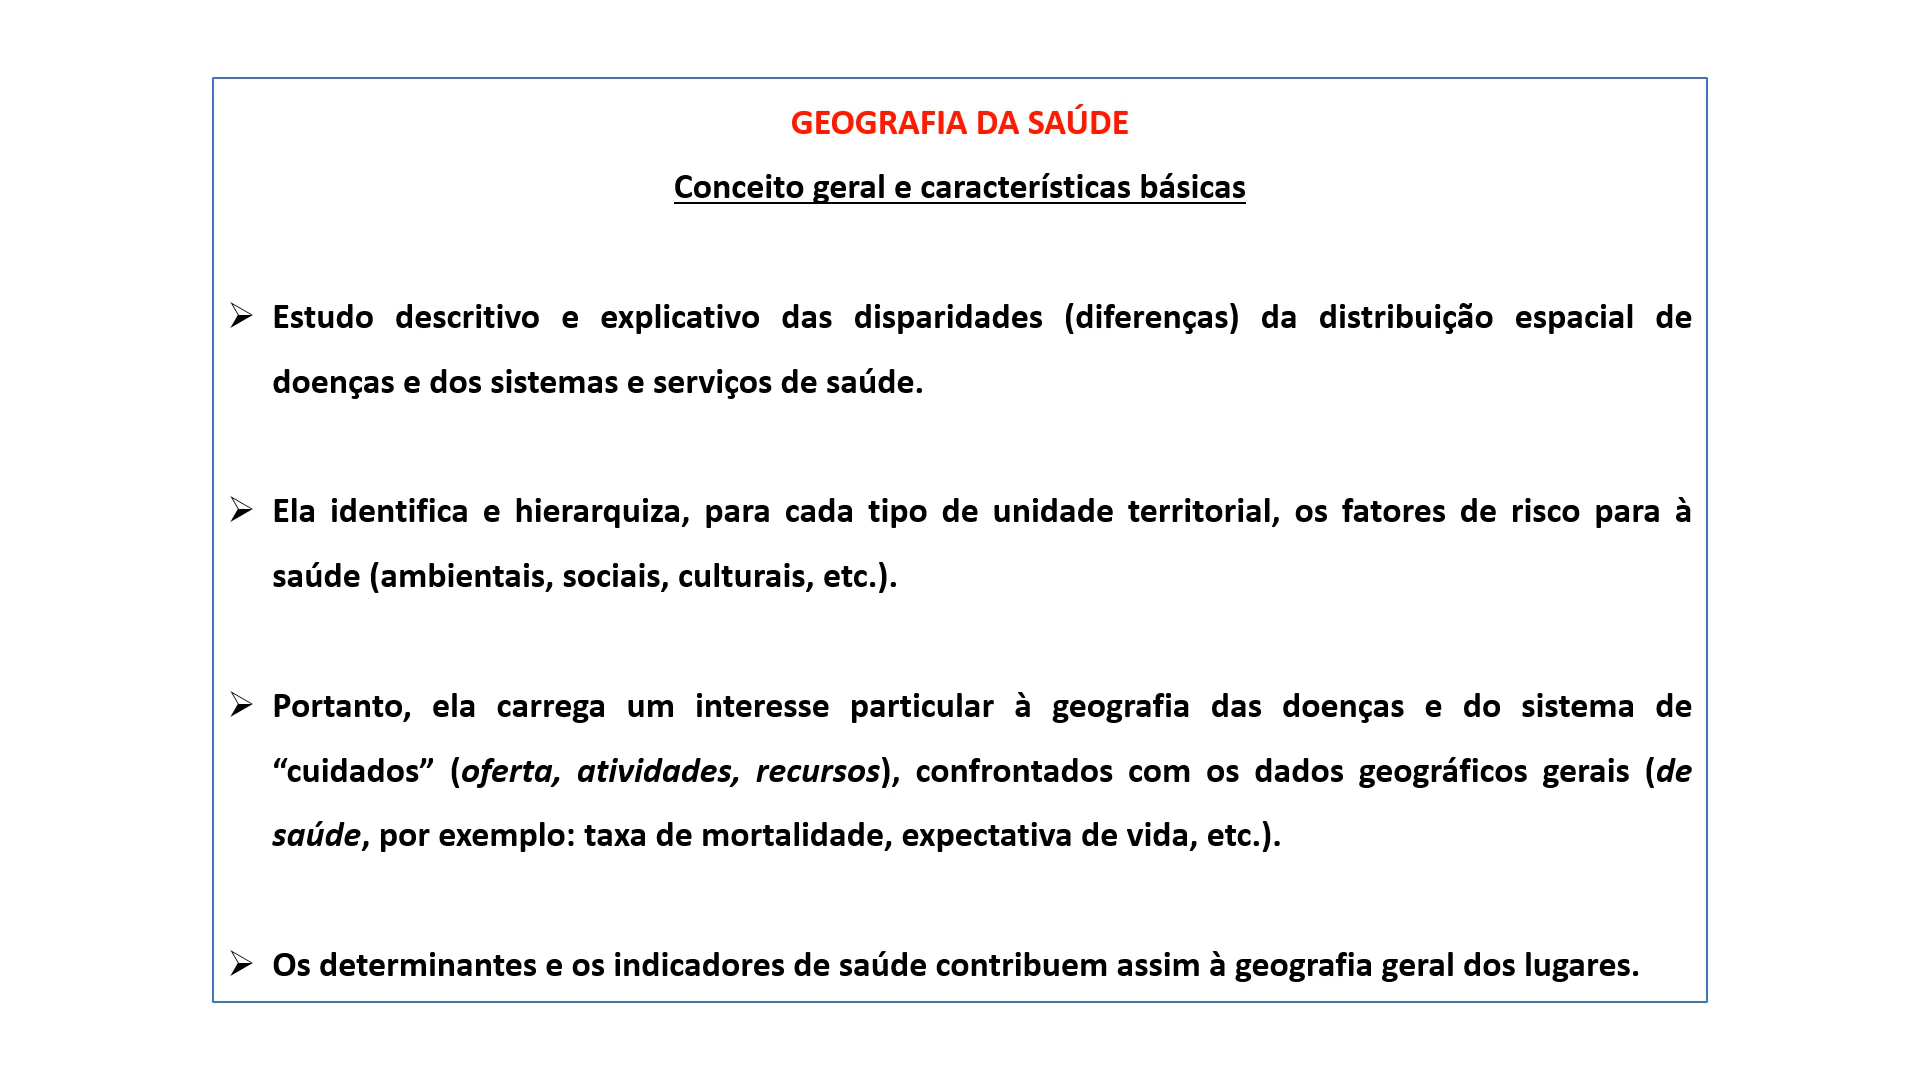 GEOGRAFIA DA SAÚDE
Conceito geral e características básicas
➢ Estudo descritivo e explicativo das disparidades (diferenças) da distribuição espacial de
doenças e dos sistemas e serviços de saúde.
➢ Ela identifica e hierarquiza, para cada tipo de unidade territorial, os fatores de risco para à
saúde (ambientais, sociais, culturais, etc.).
➢ Portanto, ela carrega um interesse particular à geografia das doenças e do sistema de
“cuidados” (oferta, atividades, recursos), confrontados com os dados geográficos gerais (de
saúde, por exemplo: taxa de mortalidade, expectativa de vida, etc.).
➢ Os determinantes e os indicadores de saúde contribuem assim à geografia geral dos lugares.